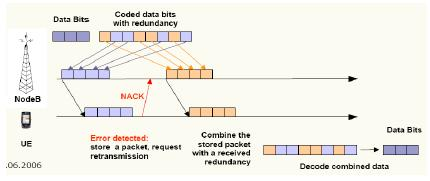 Data Bits
Coded data bits
with redundancy
NodeB
NACK
UE
Error detected:
store a packet, request
retransmission
Combine the
stored packet
with a received
redundancy
Data Bits
Decode combined data
.06.2006